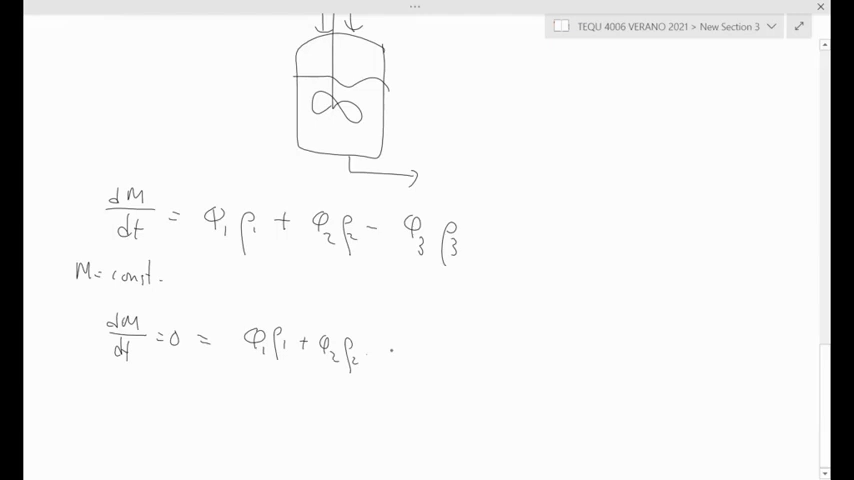 TEQU 4006 VERANO 2021 > New Section 3
dM/dt = φ₁ρ₁ + φ₂ρ₂ - φ₃ρ₃
M = const.
dM/dt = 0 = φ₁ρ₁ + φ₂ρ₂